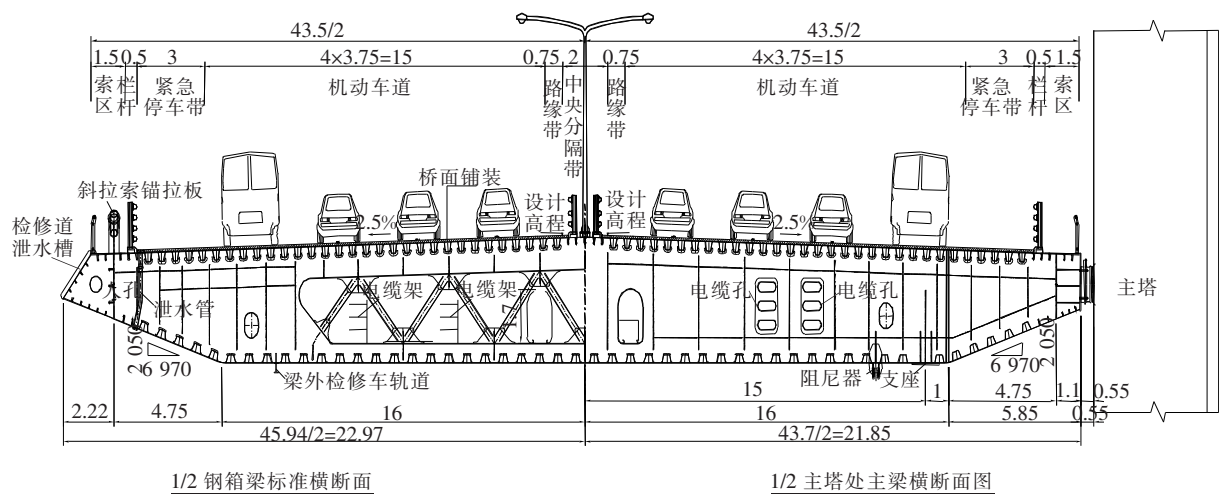 43.5/2 43.5/2
1.5 0.5 3 4×3.75=15 0.75 2 0.75 4×3.75=15 3 0.5 1.5
索区 栏杆 紧急停车带 机动车道 路缘带 中央分隔带 路缘带 机动车道 紧急停车带 栏杆 索区
斜拉索锚拉板 桥面铺装 设计高程 设计高程
检修道泄水槽 2.5% 2.5%
人孔 泄水管 电缆架 电缆架 1.7 电缆孔 电缆孔 主塔
2 050 6 970 梁外检修车轨道 阻尼器 支座 6 970 2 050
15 1 4.75 1.1 0.55
2.22 4.75 16 16 5.85 0.55
45.94/2=22.97 43.7/2=21.85
1/2 钢箱梁标准横断面 1/2 主塔处主梁横断面图